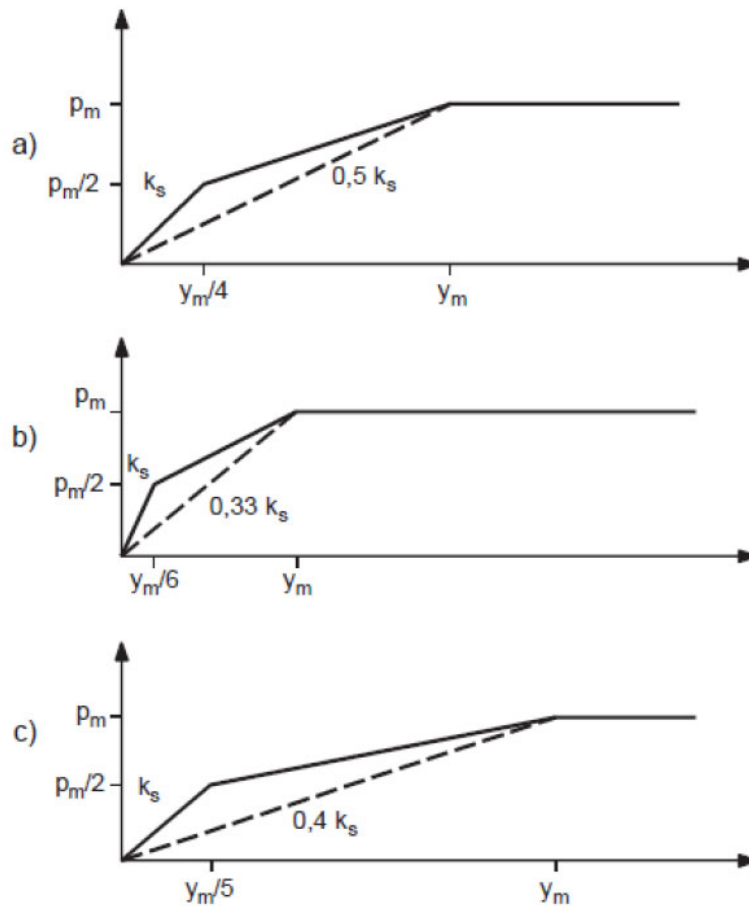 a)
p_m
p_m/2
k_s
0,5 k_s
y_m/4
y_m
b)
p_m
p_m/2
k_s
0,33 k_s
y_m/6
y_m
c)
p_m
p_m/2
k_s
0,4 k_s
y_m/5
y_m